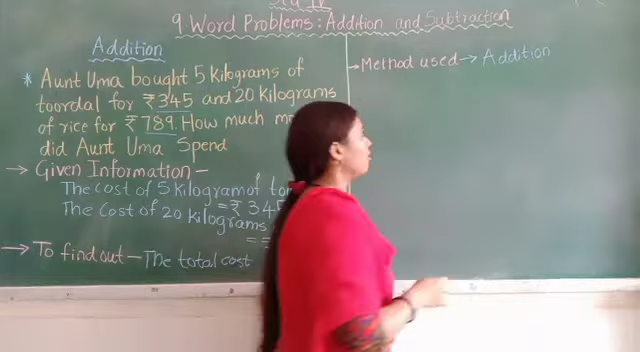 Std IV
9 Word Problems: Addition and Subtraction
Addition
* Aunt Uma bought 5 kilograms of
toordal for ₹345 and 20 kilograms
of rice for ₹789. How much
did Aunt Uma Spend
→ Given Information -
The cost of 5 kilogram of
= ₹ 345
The Cost of 20 kilograms
=
→ To find out - The total cost
→ Method used → Addition